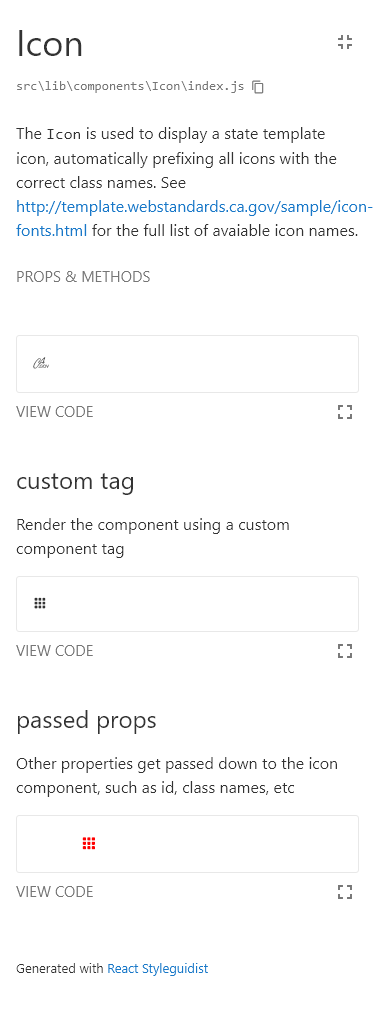 Icon
src\lib\components\Icon\index.js
The Icon is used to display a state template
icon, automatically prefixing all icons with the
correct class names. See
http://template.webstandards.ca.gov/sample/icon-
fonts.html for the full list of avaiable icon names.
PROPS & METHODS
VIEW CODE
custom tag
Render the component using a custom
component tag
VIEW CODE
passed props
Other properties get passed down to the icon
component, such as id, class names, etc
VIEW CODE
Generated with React Styleguidist